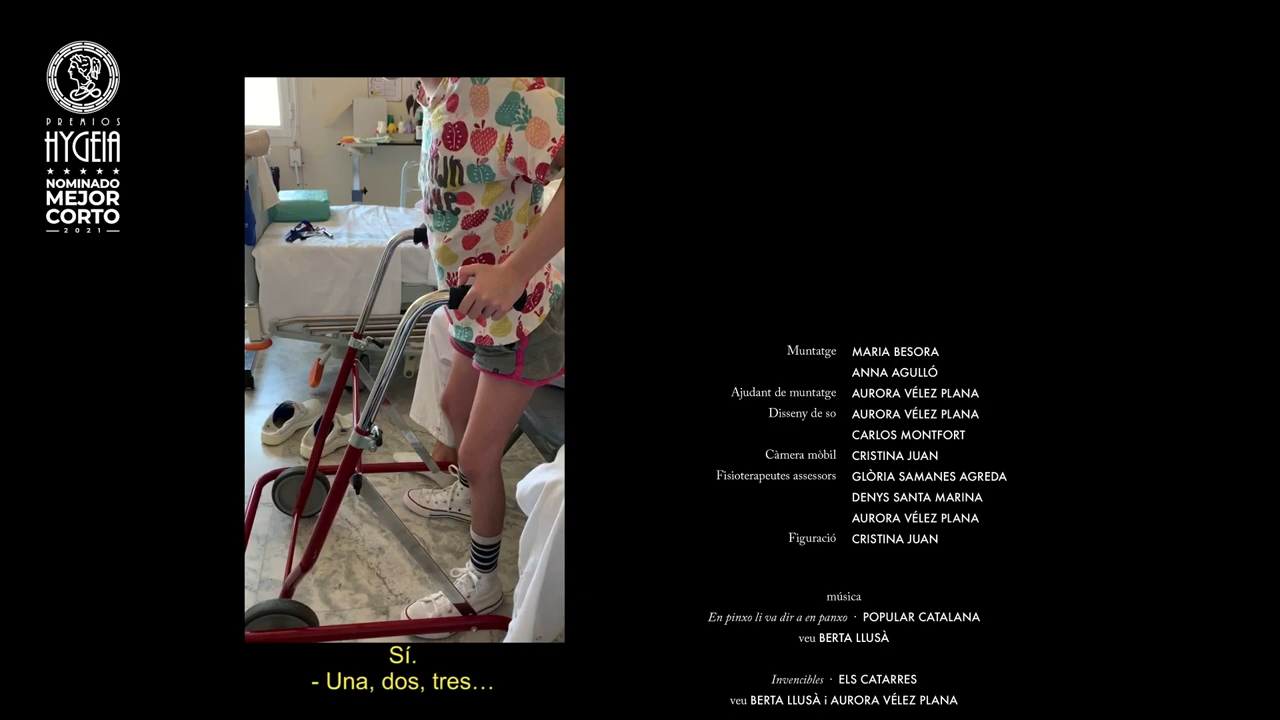 PREMIOS
HYGEIA
NOMINADO
MEJOR
CORTO
2021
Sí.
- Una, dos, tres...
Muntatge MARIA BESORA
ANNA AGULLÓ
Ajudant de muntatge AURORA VÉLEZ PLANA
Disseny de so AURORA VÉLEZ PLANA
CARLOS MONTFORT
Càmera mòbil CRISTINA JUAN
Fisioterapeutes assessors GLÒRIA SAMANES AGREDA
DENYS SANTA MARINA
AURORA VÉLEZ PLANA
Figuració CRISTINA JUAN
música
En pinxo li va dir a en panxo · POPULAR CATALANA
veu BERTA LLUSÀ
Invencibles · ELS CATARRES
veu BERTA LLUSÀ i AURORA VÉLEZ PLANA